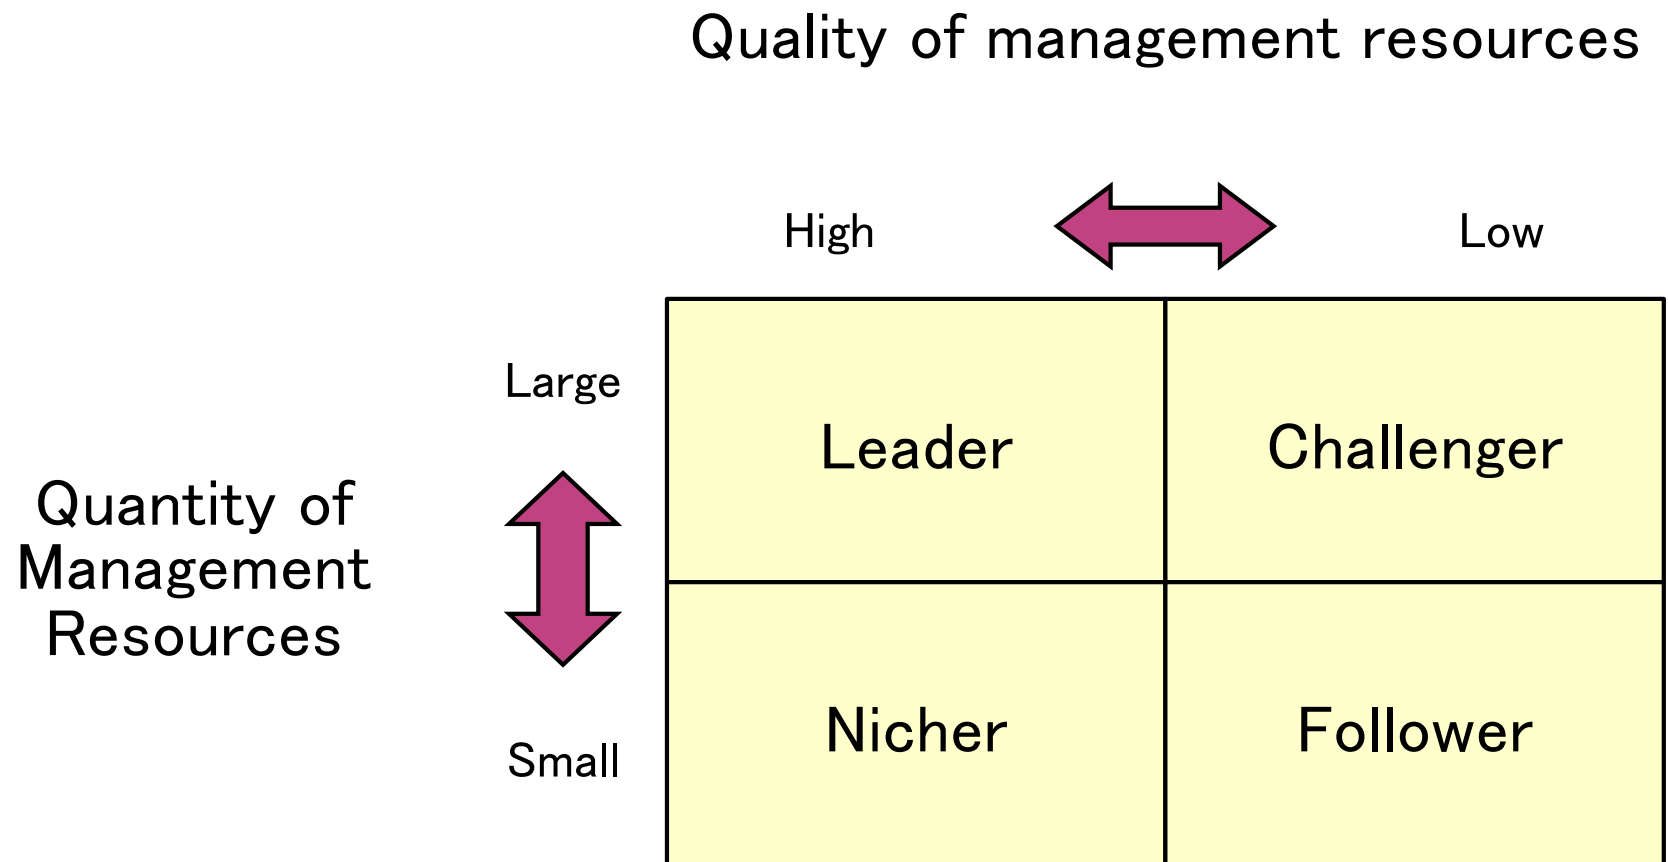 Quality of management resources
High
Low
Large
Leader
Challenger
Quantity of
Management
Resources
Nicher
Follower
Small